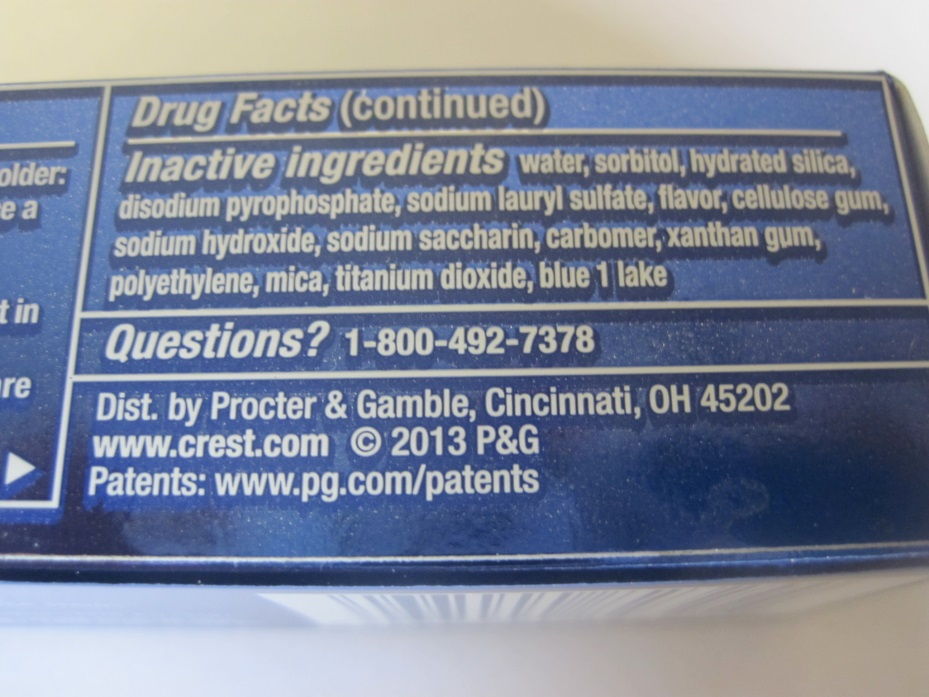 Drug Facts (continued)
Inactive ingredients water, sorbitol, hydrated silica,
disodium pyrophosphate, sodium lauryl sulfate, flavor, cellulose gum,
sodium hydroxide, sodium saccharin, carbomer, xanthan gum,
polyethylene, mica, titanium dioxide, blue 1 lake
Questions? 1-800-492-7378
Dist. by Procter & Gamble, Cincinnati, OH 45202
www.crest.com © 2013 P&G
Patents: www.pg.com/patents
older:
e a
t in
are